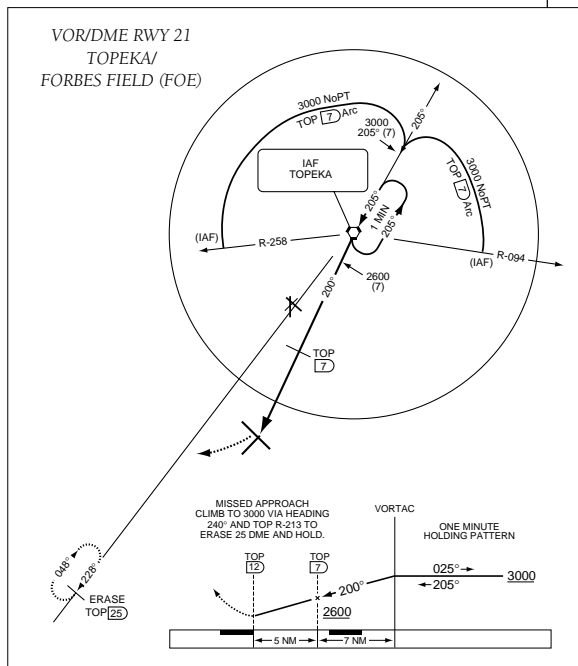 VOR/DME RWY 21
TOPEKA/
FORBES FIELD (FOE)
3000 NoPT
TOP 7 Arc
3000
205° (7)
205°
3000 NoPT
TOP 7 Arc
IAF
TOPEKA
205°
1 MIN
205°
(IAF)
R-258
(IAF)
R-094
2600
(7)
200°
TOP
7
048°
228°
ERASE
TOP 25
MISSED APPROACH
CLIMB TO 3000 VIA HEADING
240° AND TOP R-213 TO
ERASE 25 DME AND HOLD.
VORTAC
ONE MINUTE
HOLDING PATTERN
TOP
12
TOP
7
025°
205°
3000
200°
2600
5 NM
7 NM